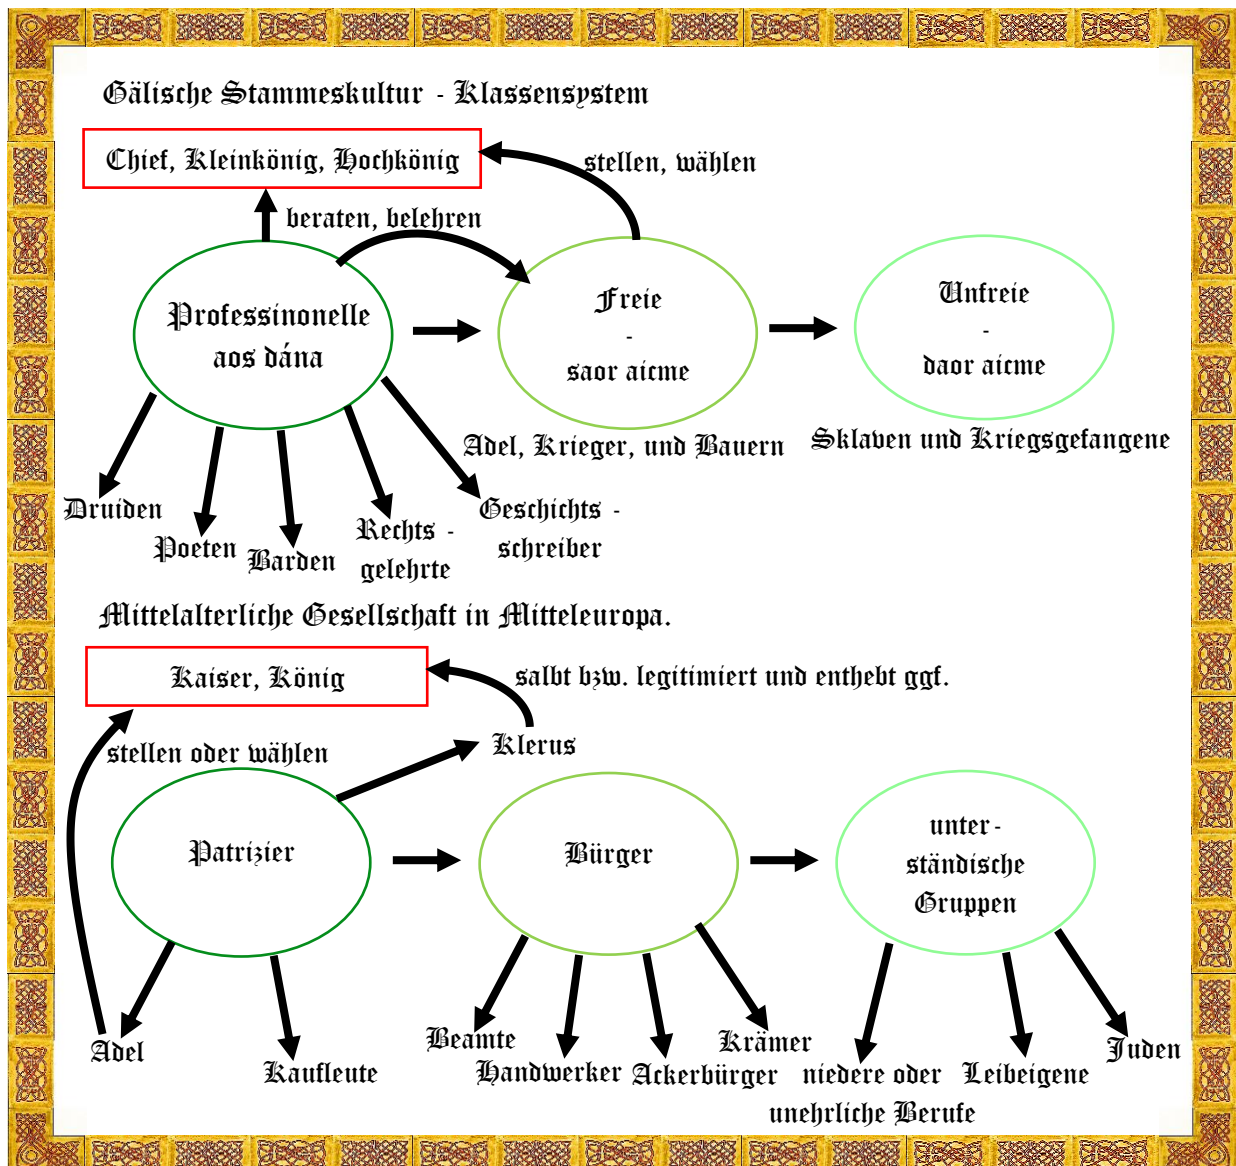 Gälische Stammeskultur - Klassensystem
Chief, Kleinkönig, Hochkönig
stellen, wählen
beraten, belehren
Professinonelle
aos dána
Freie
-
saor aicme
Unfreie
-
daor aicme
Adel, Krieger, und Bauern
Sklaven und Kriegsgefangene
Druiden
Poeten
Barden
Rechts -
gelehrte
Geschichts -
schreiber
Mittelalterliche Gesellschaft in Mitteleuropa.
Kaiser, König
salbt bzw. legitimiert und enthebt ggf.
stellen oder wählen
Klerus
Patrizier
Bürger
unter-
ständische
Gruppen
Adel
Kaufleute
Beamte
Handwerker
Ackerbürger
Krämer
niedere oder
unehrliche Berufe
Leibeigene
Juden